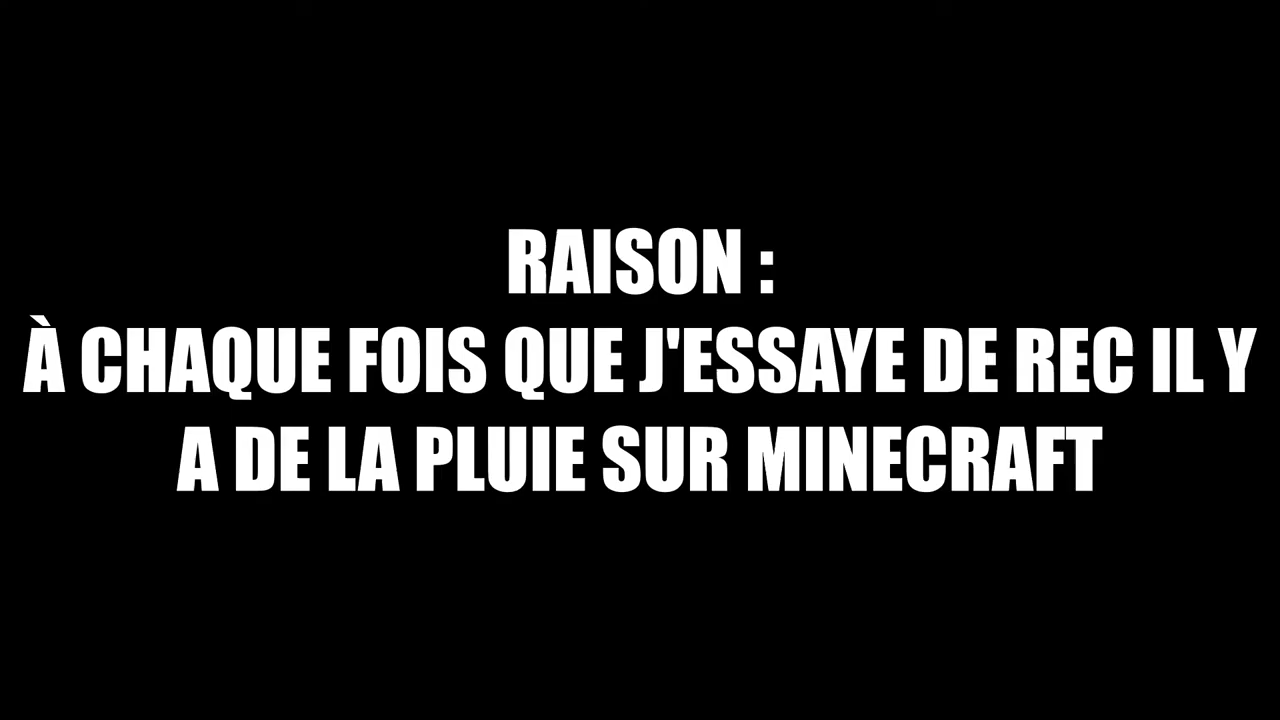 RAISON :
À CHAQUE FOIS QUE J'ESSAYE DE REC IL Y
A DE LA PLUIE SUR MINECRAFT